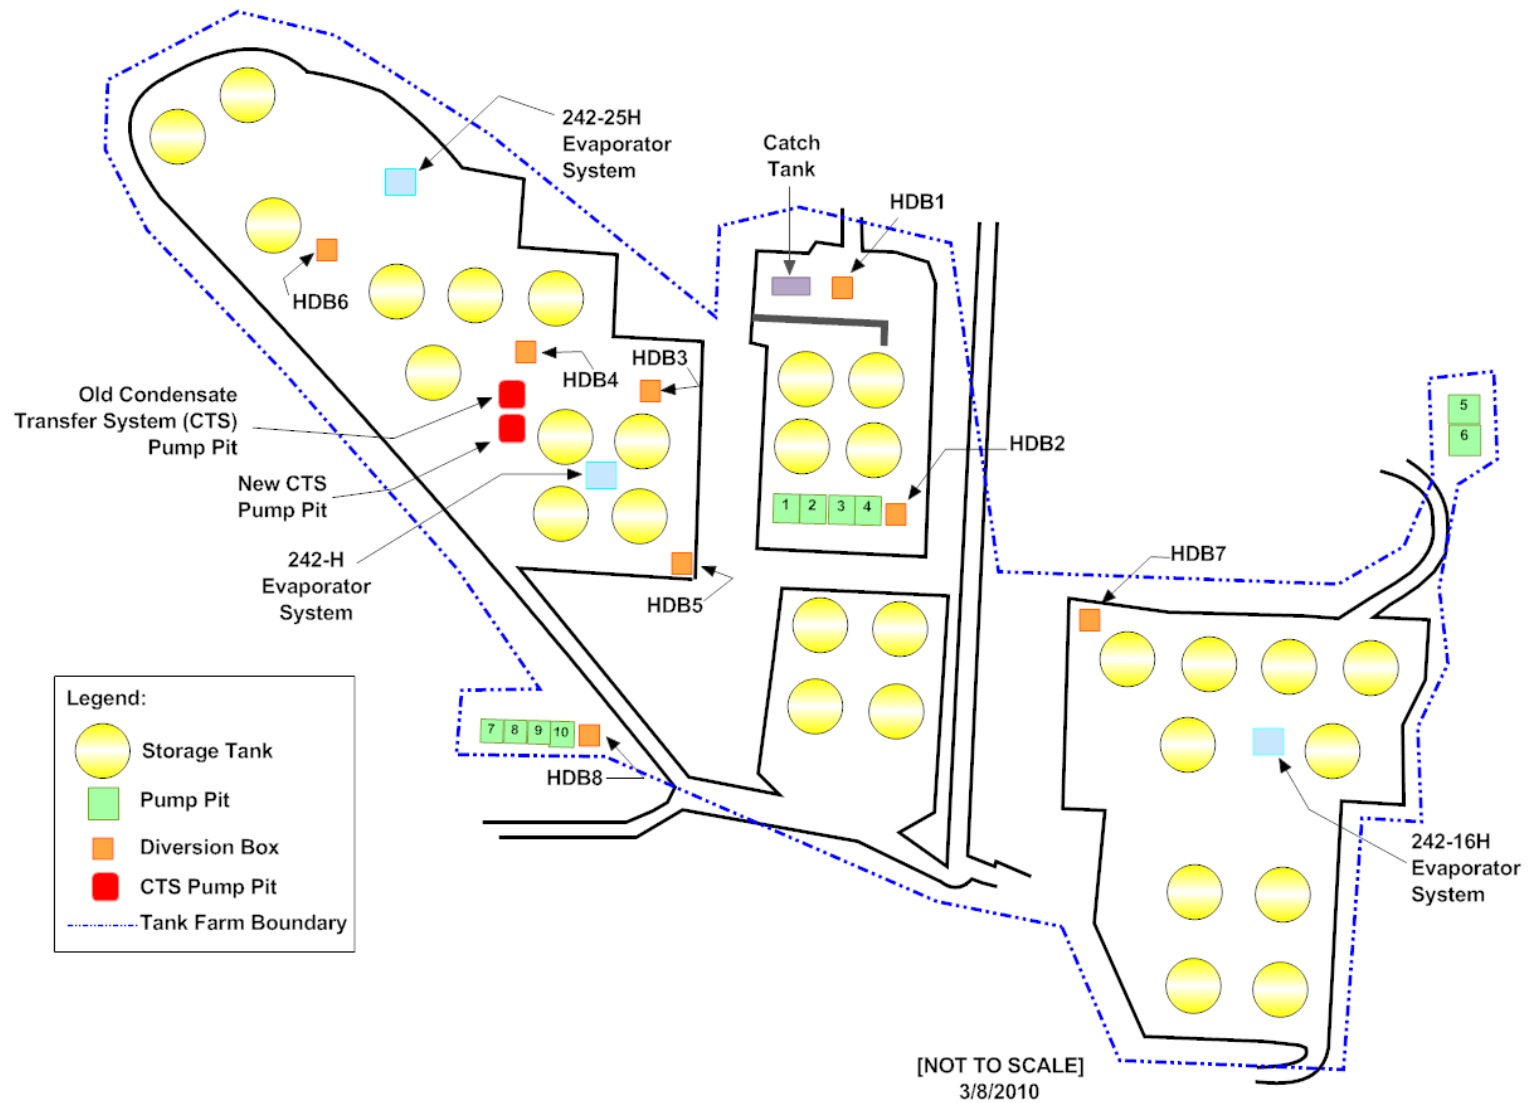 242-25H
Evaporator
System
Catch
Tank
HDB1
HDB6
HDB4
HDB3
Old Condensate
Transfer System (CTS)
Pump Pit
New CTS
Pump Pit
242-H
Evaporator
System
HDB5
1 2 3 4
HDB2
5
6
HDB7
7 8 9 10
HDB8
242-16H
Evaporator
System
Legend:
Storage Tank
Pump Pit
Diversion Box
CTS Pump Pit
Tank Farm Boundary
[NOT TO SCALE]
3/8/2010